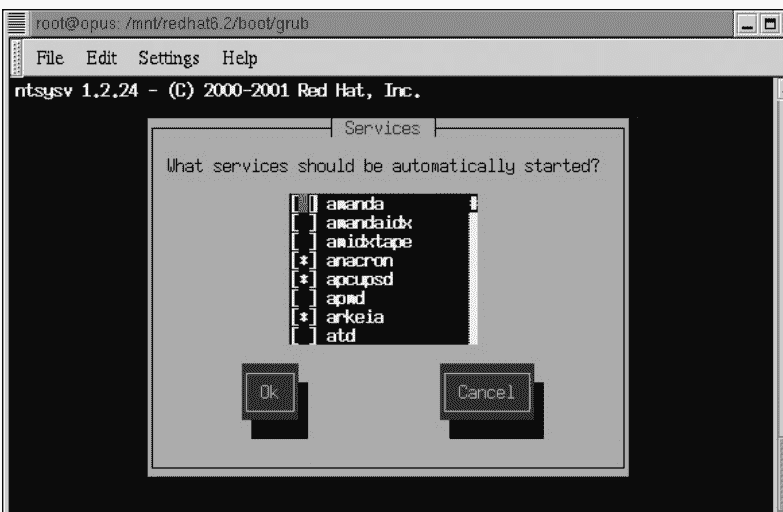 root@opus: /mnt/redhat6.2/boot/grub
File Edit Settings Help
ntsysv 1.2.24 - (C) 2000-2001 Red Hat, Inc.
Services
What services should be automatically started?
[ ] amanda
[ ] amandaidx
[ ] amidxtape
[*] anacron
[*] apcupsd
[ ] apmd
[*] arkeia
[ ] atd
Ok Cancel